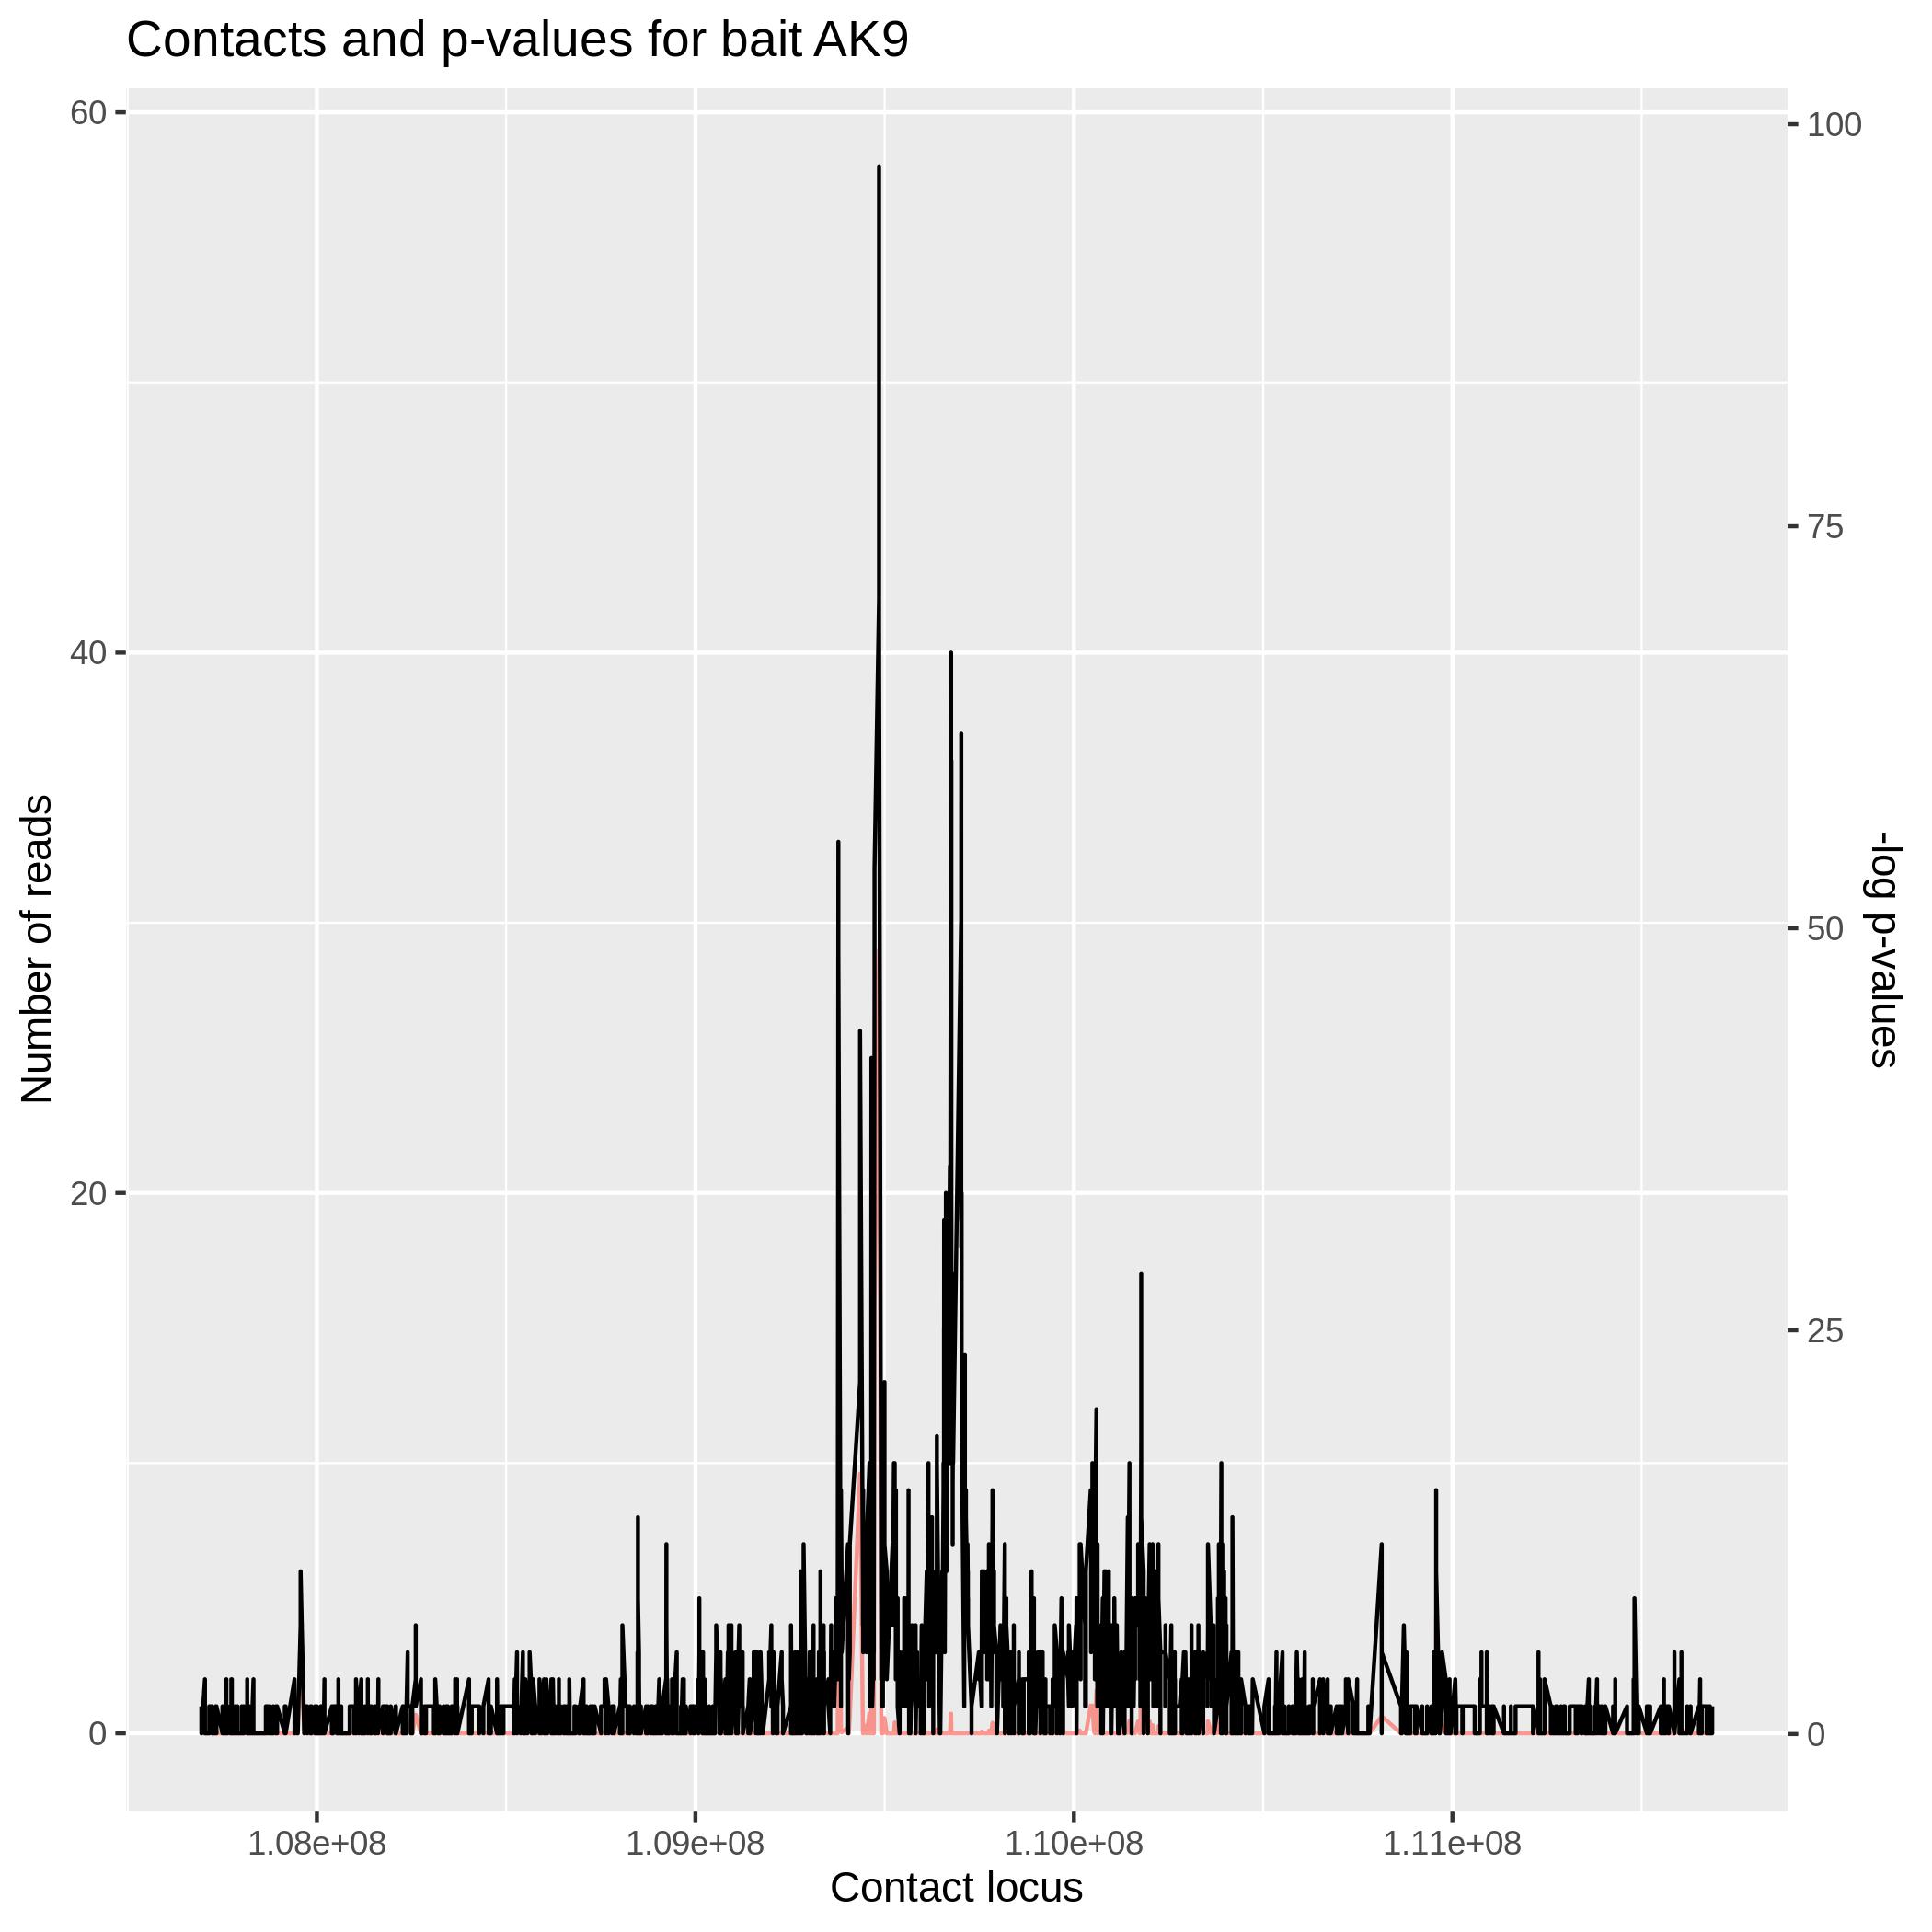 Contacts and p-values for bait AK9
60
40
20
0
Number of reads
100
75
50
25
0
-log p-values
1.08e+08
1.09e+08
1.10e+08
1.11e+08
Contact locus